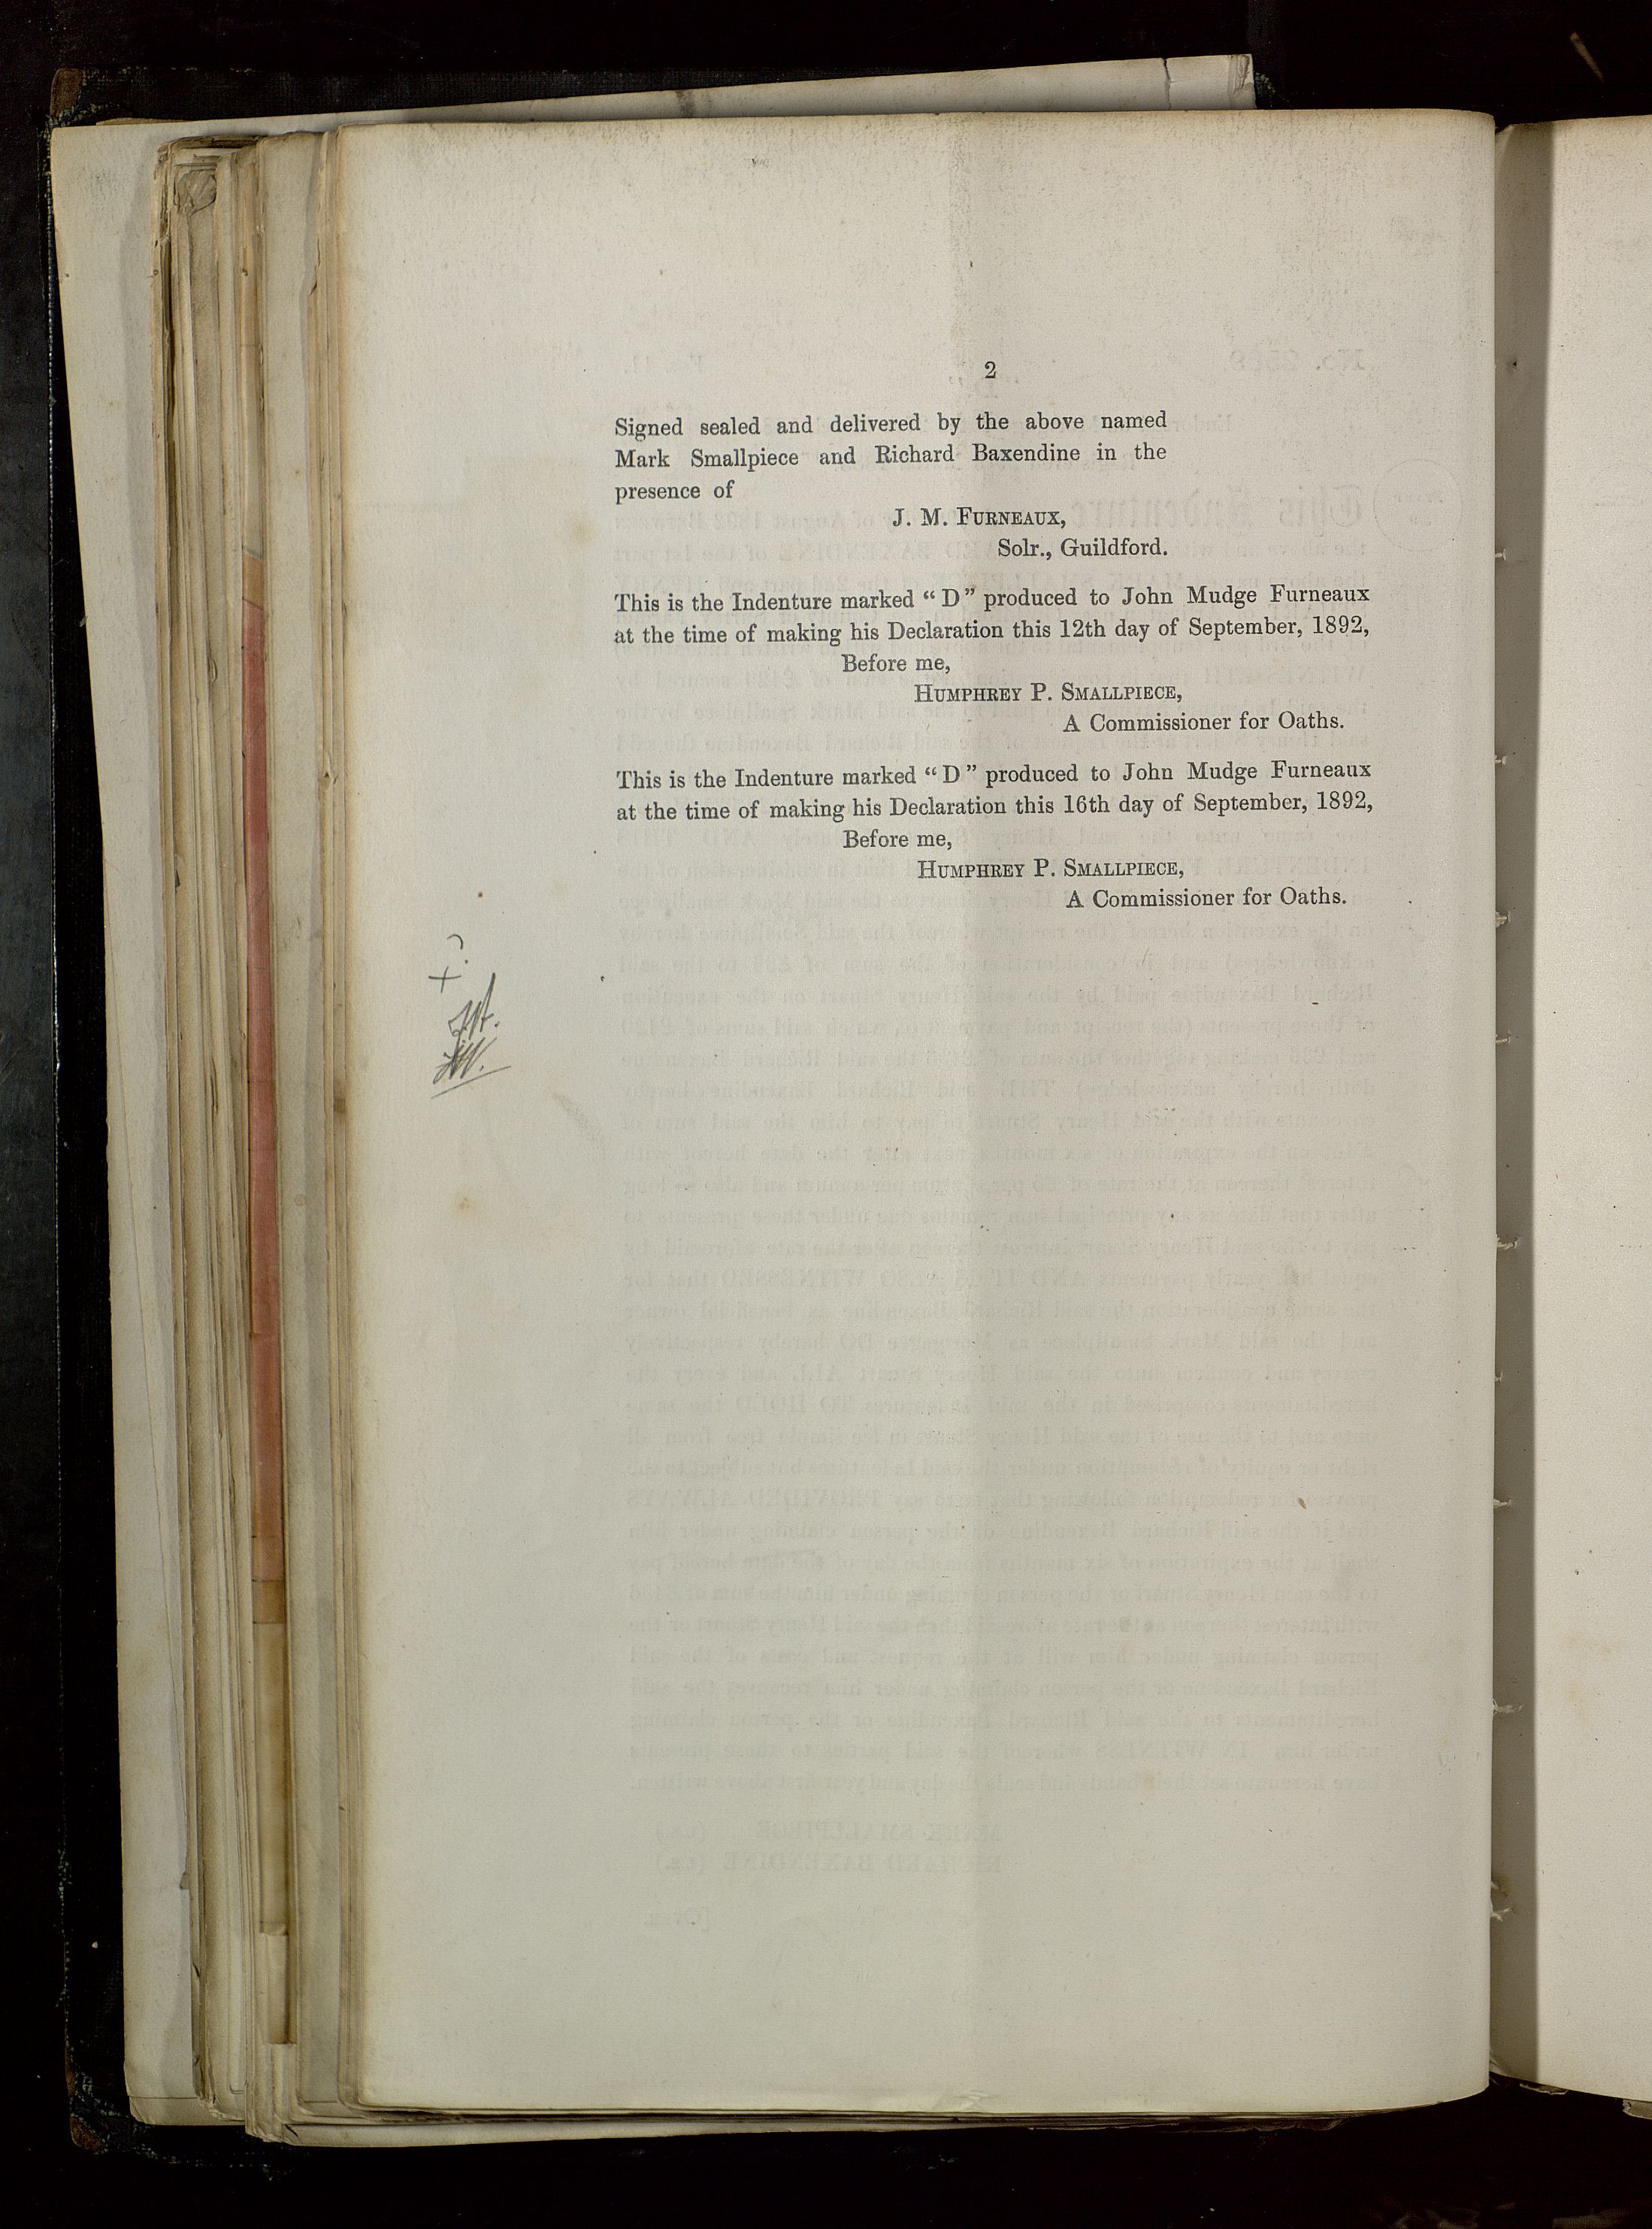 2
Signed sealed and delivered by the above named
Mark Smallpiece and Richard Baxendine in the
presence of
J. M. FURNEAUX,
Solr., Guildford.
This is the Indenture marked “ D ” produced to John Mudge Furneaux
at the time of making his Declaration this 12th day of September, 1892,
Before me,
HUMPHREY P. SMALLPIECE,
A Commissioner for Oaths.
This is the Indenture marked “ D ” produced to John Mudge Furneaux
at the time of making his Declaration this 16th day of September, 1892,
Before me,
HUMPHREY P. SMALLPIECE,
A Commissioner for Oaths.